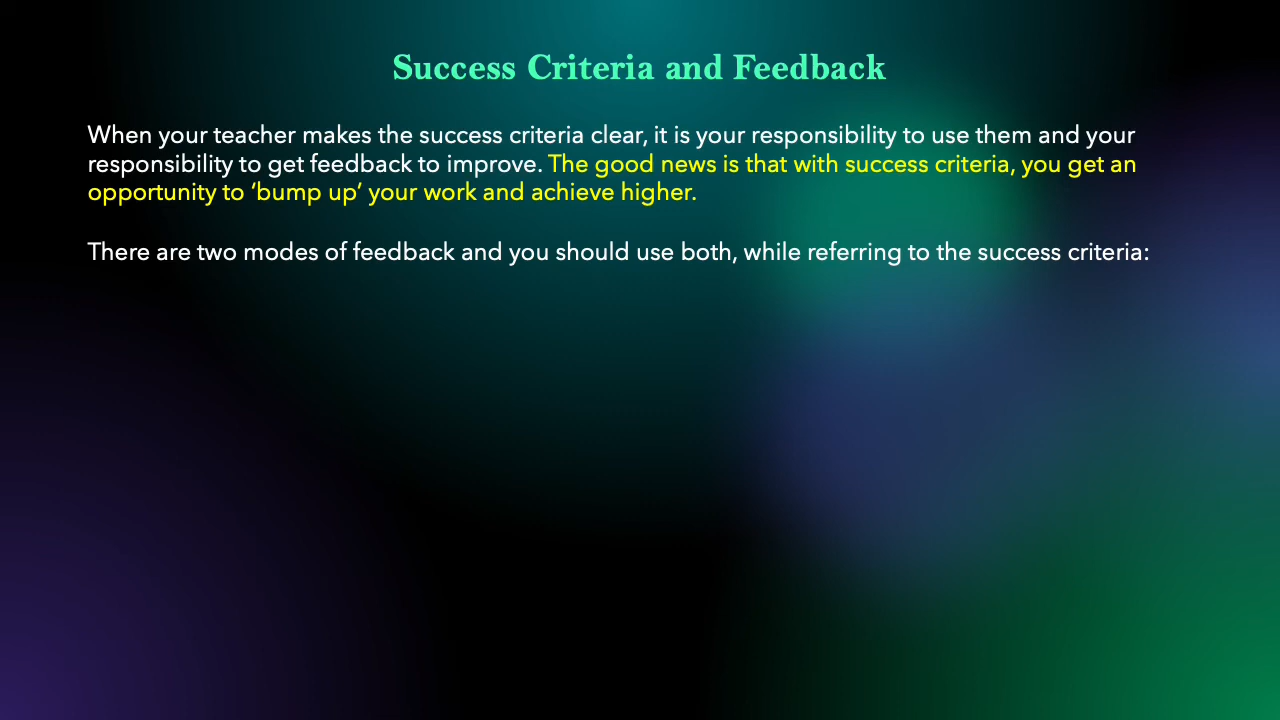 Success Criteria and Feedback
When your teacher makes the success criteria clear, it is your responsibility to use them and your
responsibility to get feedback to improve. The good news is that with success criteria, you get an
opportunity to ‘bump up’ your work and achieve higher.
There are two modes of feedback and you should use both, while referring to the success criteria: